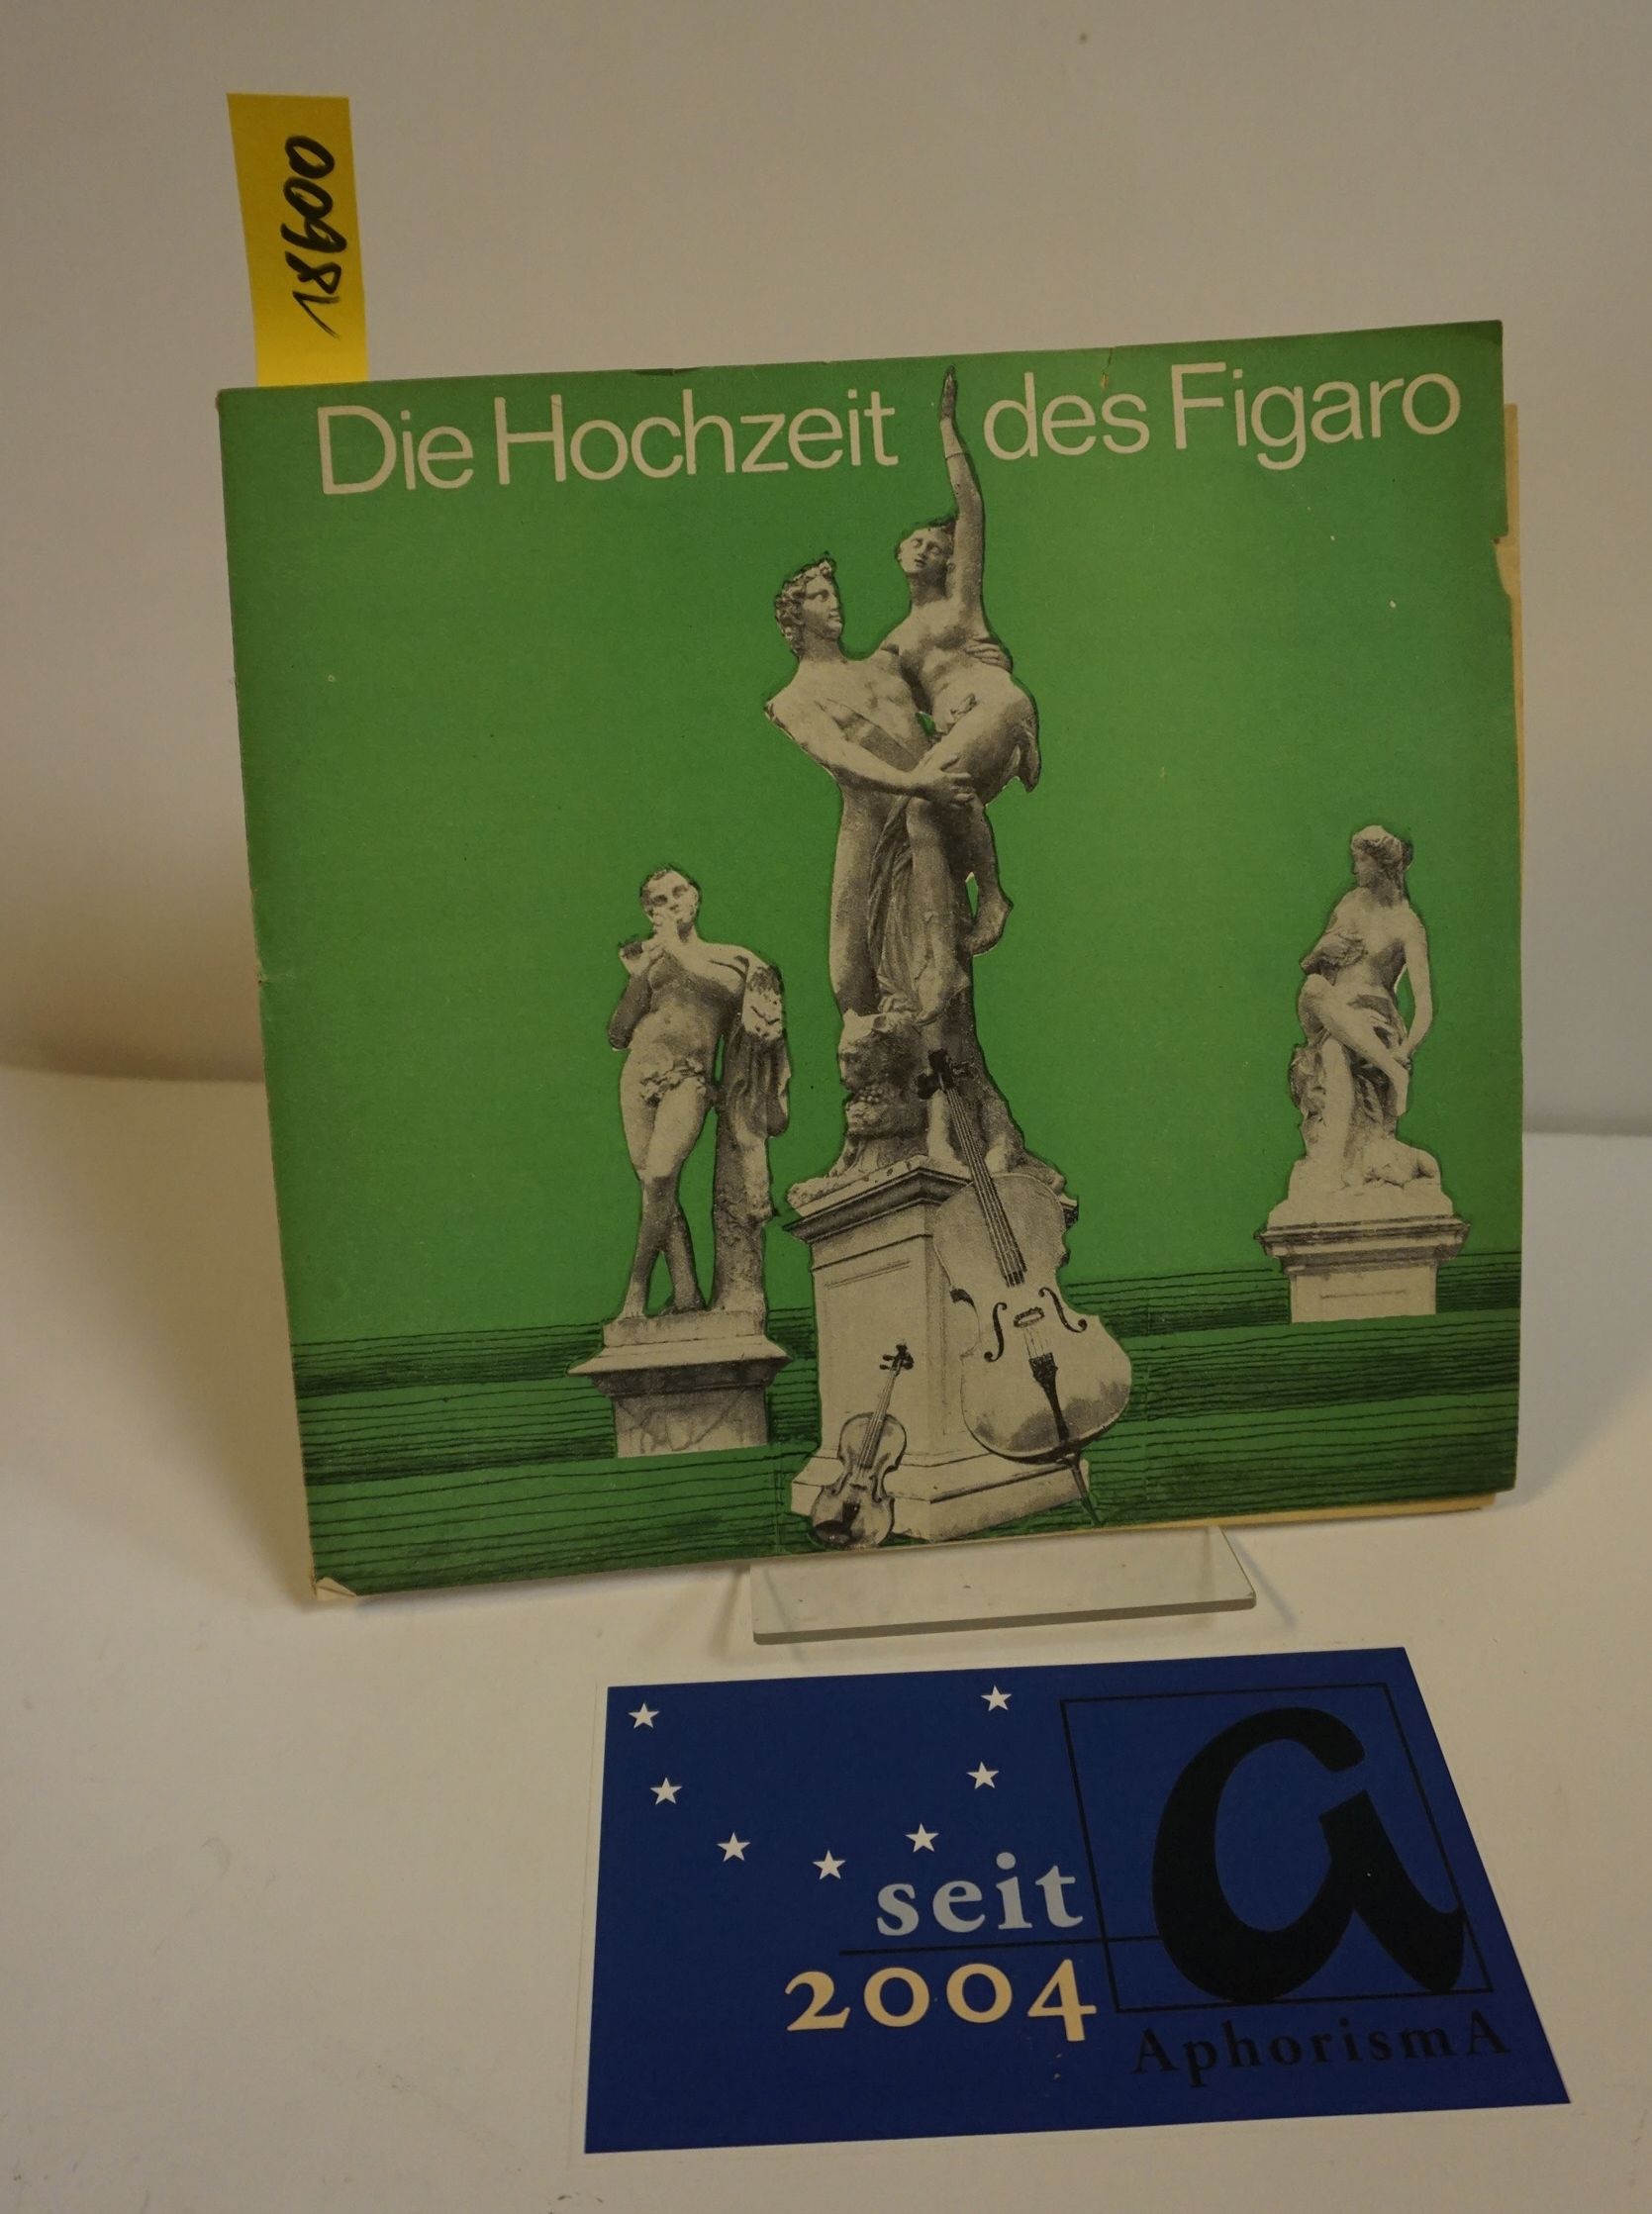 18600
Die Hochzeit des Figaro
seit
2004
a
AphorismA